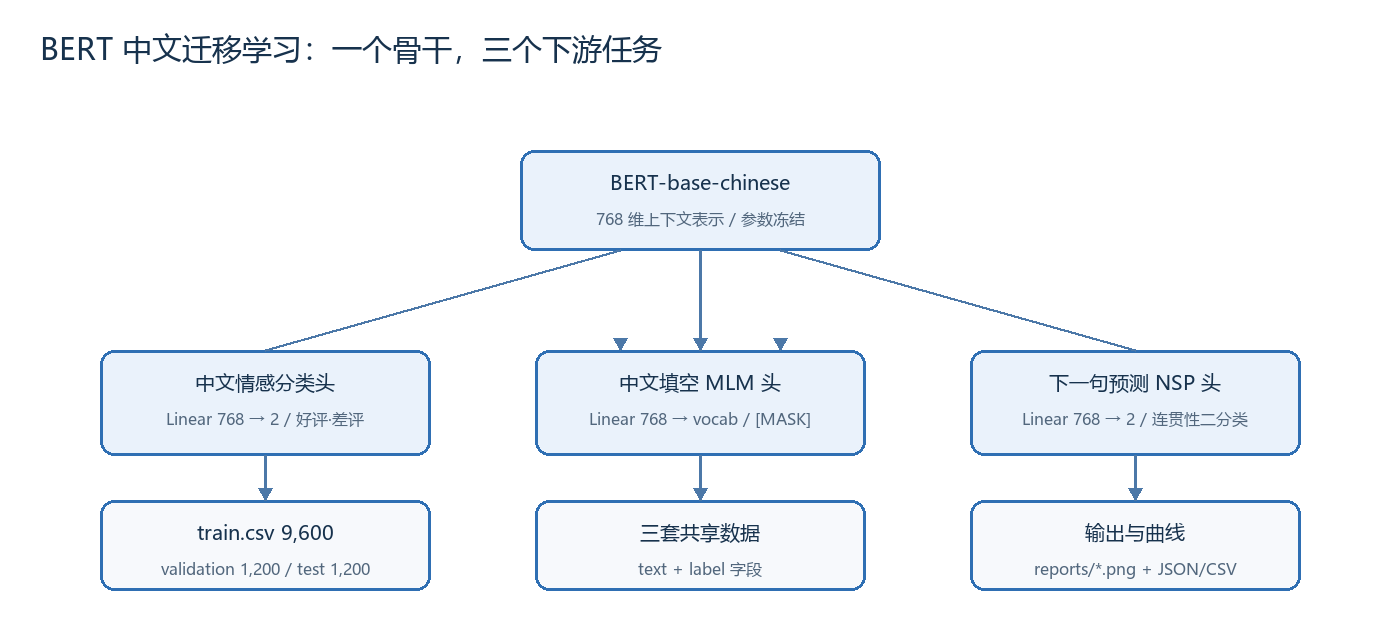 BERT 中文迁移学习：一个骨干，三个下游任务
BERT-base-chinese
768 维上下文表示 / 参数冻结
中文情感分类头
Linear 768 → 2 / 好评·差评
中文填空 MLM 头
Linear 768 → vocab / [MASK]
下一句预测 NSP 头
Linear 768 → 2 / 连贯性二分类
train.csv 9,600
validation 1,200 / test 1,200
三套共享数据
text + label 字段
输出与曲线
reports/*.png + JSON/CSV